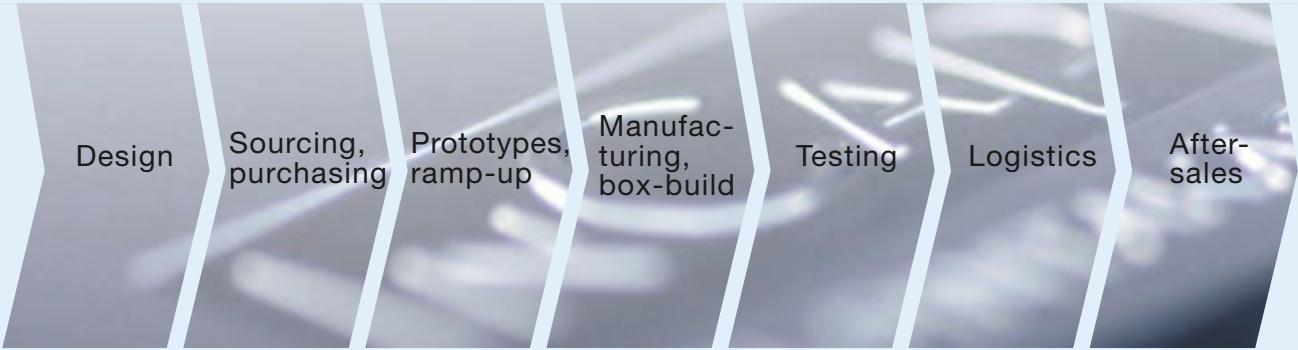 Design
Sourcing,
purchasing
Prototypes,
ramp-up
Manufac-
turing,
box-build
Testing
Logistics
After-
sales